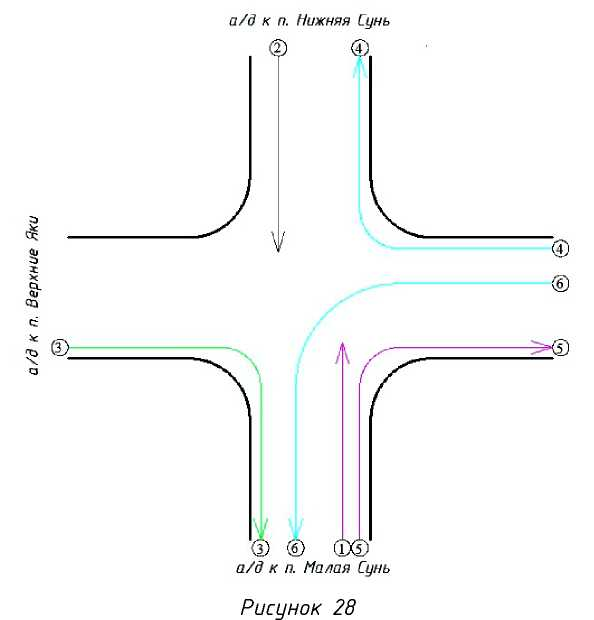 а/д к п. Нижняя Сунь
2 4
4
а/д к п. Верхние Яки
6
3 5
3 6 1 5
а/д к п. Малая Сунь
Рисунок 28